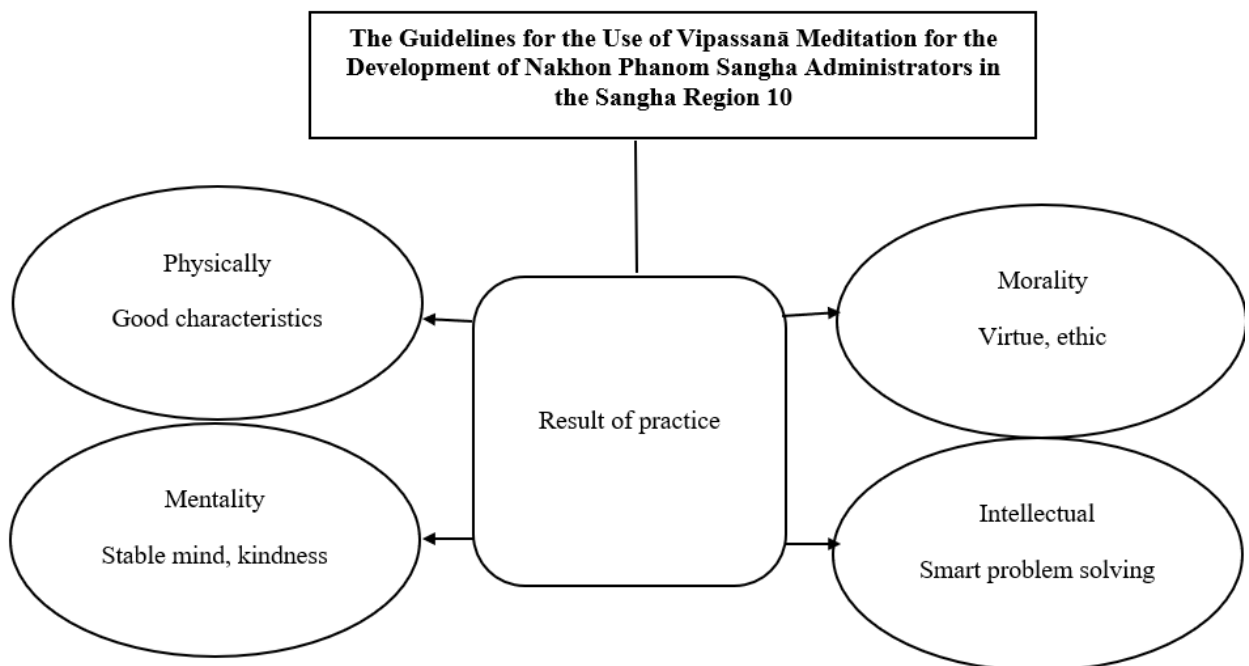 The Guidelines for the Use of Vipassanā Meditation for the
Development of Nakhon Phanom Sangha Administrators in
the Sangha Region 10
Physically
Good characteristics
Morality
Virtue, ethic
Result of practice
Mentality
Stable mind, kindness
Intellectual
Smart problem solving